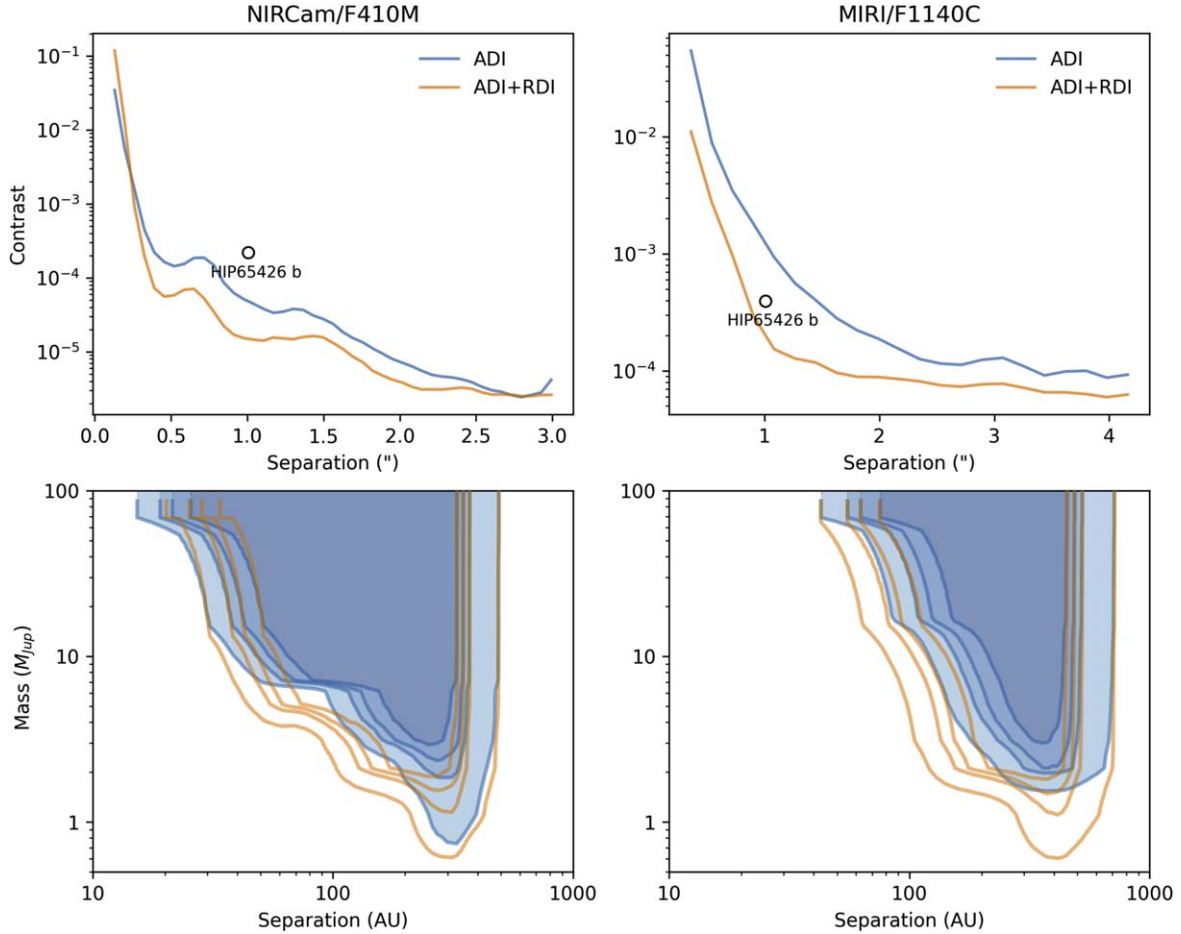 NIRCam/F410M
MIRI/F1140C
ADI
ADI+RDI
ADI
ADI+RDI
Contrast
10⁻¹
10⁻²
10⁻³
10⁻⁴
10⁻⁵
HIP65426 b
0.0 0.5 1.0 1.5 2.0 2.5 3.0
Separation (")
10⁻²
10⁻³
10⁻⁴
HIP65426 b
1 2 3 4
Separation (")
Mass (M_Jup)
100
10
1
10 100 1000
Separation (AU)
100
10
1
10 100 1000
Separation (AU)